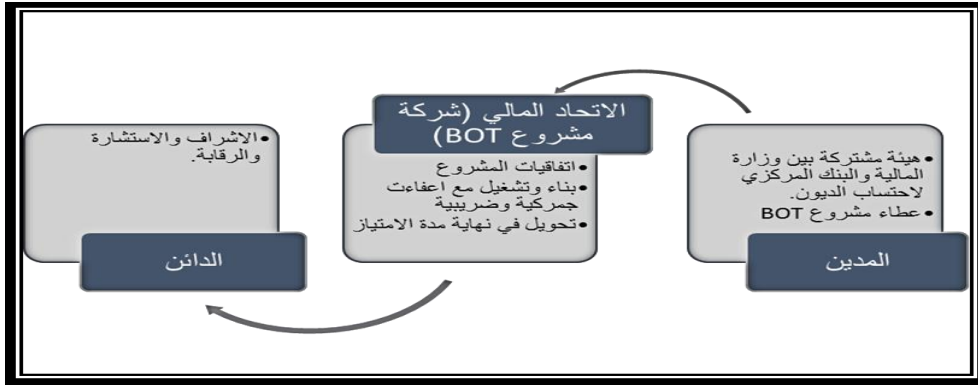 هيئة مشتركة بين وزارة
المالية والبنك المركزي
لاحتساب الديون.
عطاء مشروع BOT
المدين
الاتحاد المالي (شركة
مشروع BOT)
اتفاقيات المشروع
بناء وتشغيل مع اعفاءت
جمركية وضريبية
تحويل في نهاية مدة الامتياز
الاشراف والاستشارة
والرقابة.
الدائن